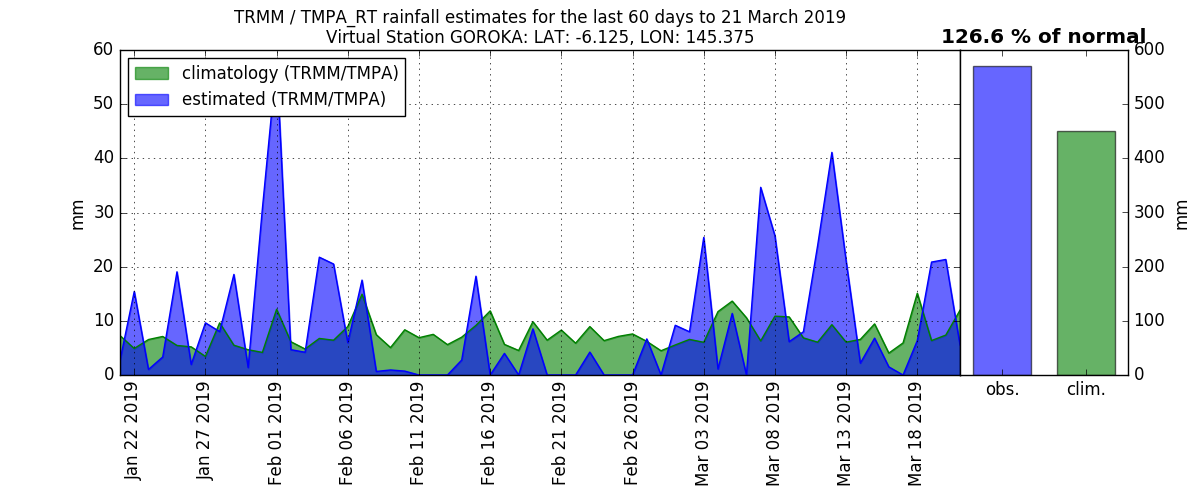 TRMM / TMPA_RT rainfall estimates for the last 60 days to 21 March 2019
Virtual Station GOROKA: LAT: -6.125, LON: 145.375
126.6 % of normal
climatology (TRMM/TMPA)
estimated (TRMM/TMPA)
60
50
40
30
20
10
0
mm
600
500
400
300
200
100
0
mm
Jan 22 2019
Jan 27 2019
Feb 01 2019
Feb 06 2019
Feb 11 2019
Feb 16 2019
Feb 21 2019
Feb 26 2019
Mar 03 2019
Mar 08 2019
Mar 13 2019
Mar 18 2019
obs.
clim.